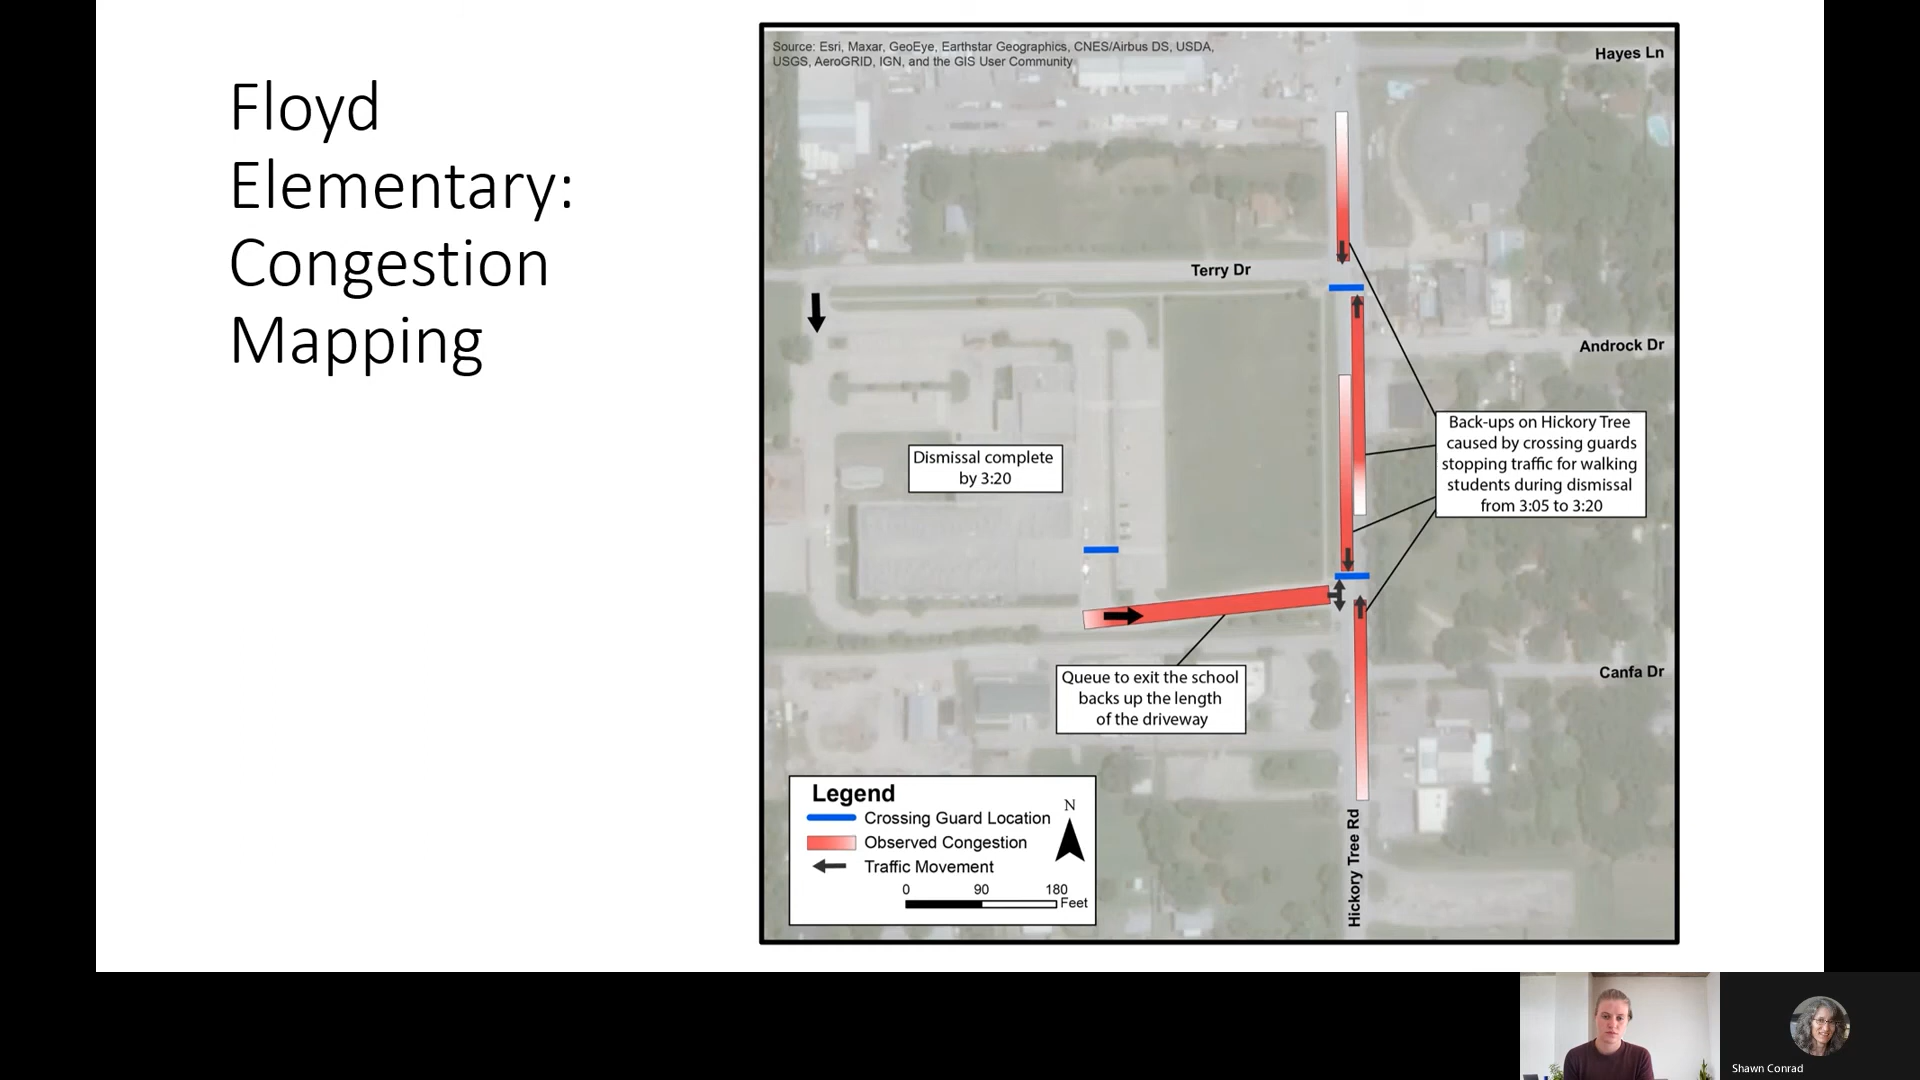 Floyd
Elementary:
Congestion
Mapping
Source: Esri, Maxar, GeoEye, Earthstar Geographics, CNES/Airbus DS, USDA,
USGS, AeroGRID, IGN, and the GIS User Community
Hayes Ln
Terry Dr
Androck Dr
Back-ups on Hickory Tree
caused by crossing guards
stopping traffic for walking
students during dismissal
from 3:05 to 3:20
Dismissal complete
by 3:20
Queue to exit the school
backs up the length
of the driveway
Canfa Dr
Hickory Tree Rd
Legend
Crossing Guard Location
Observed Congestion
Traffic Movement
N
0 90 180
Feet
Shawn Conrad